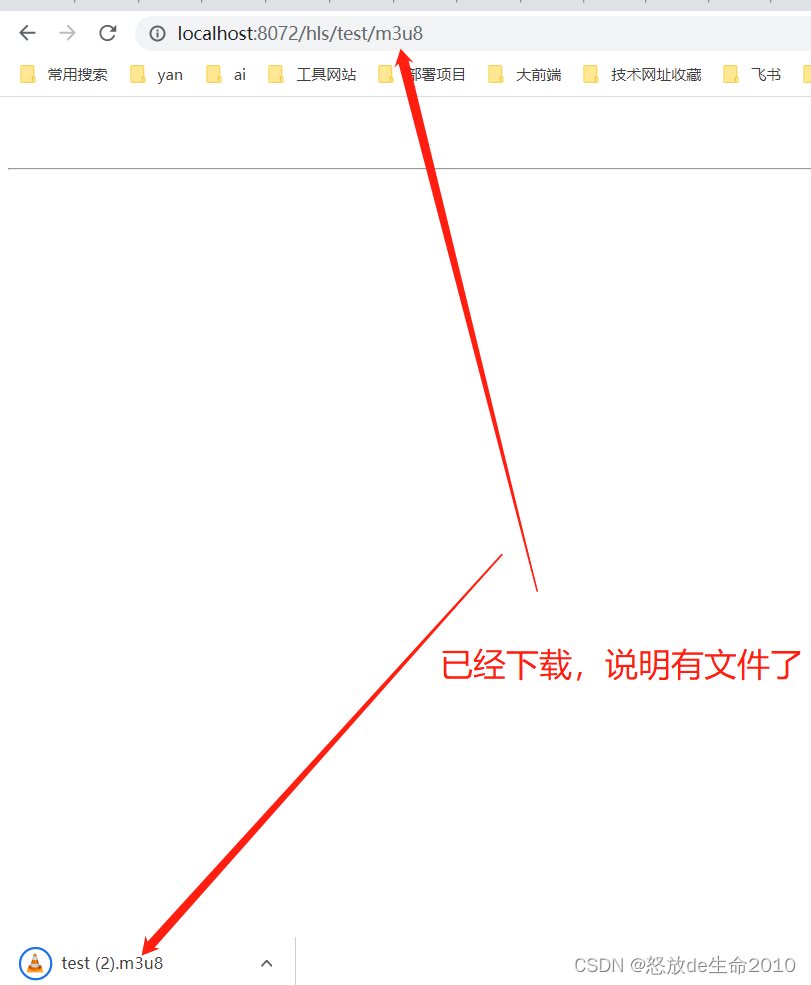 localhost:8072/hls/test/m3u8
常用搜索 yan ai 工具网站 部署项目 大前端 技术网址收藏 飞书
已经下载，说明有文件了
test (2).m3u8
CSDN @怒放de生命2010